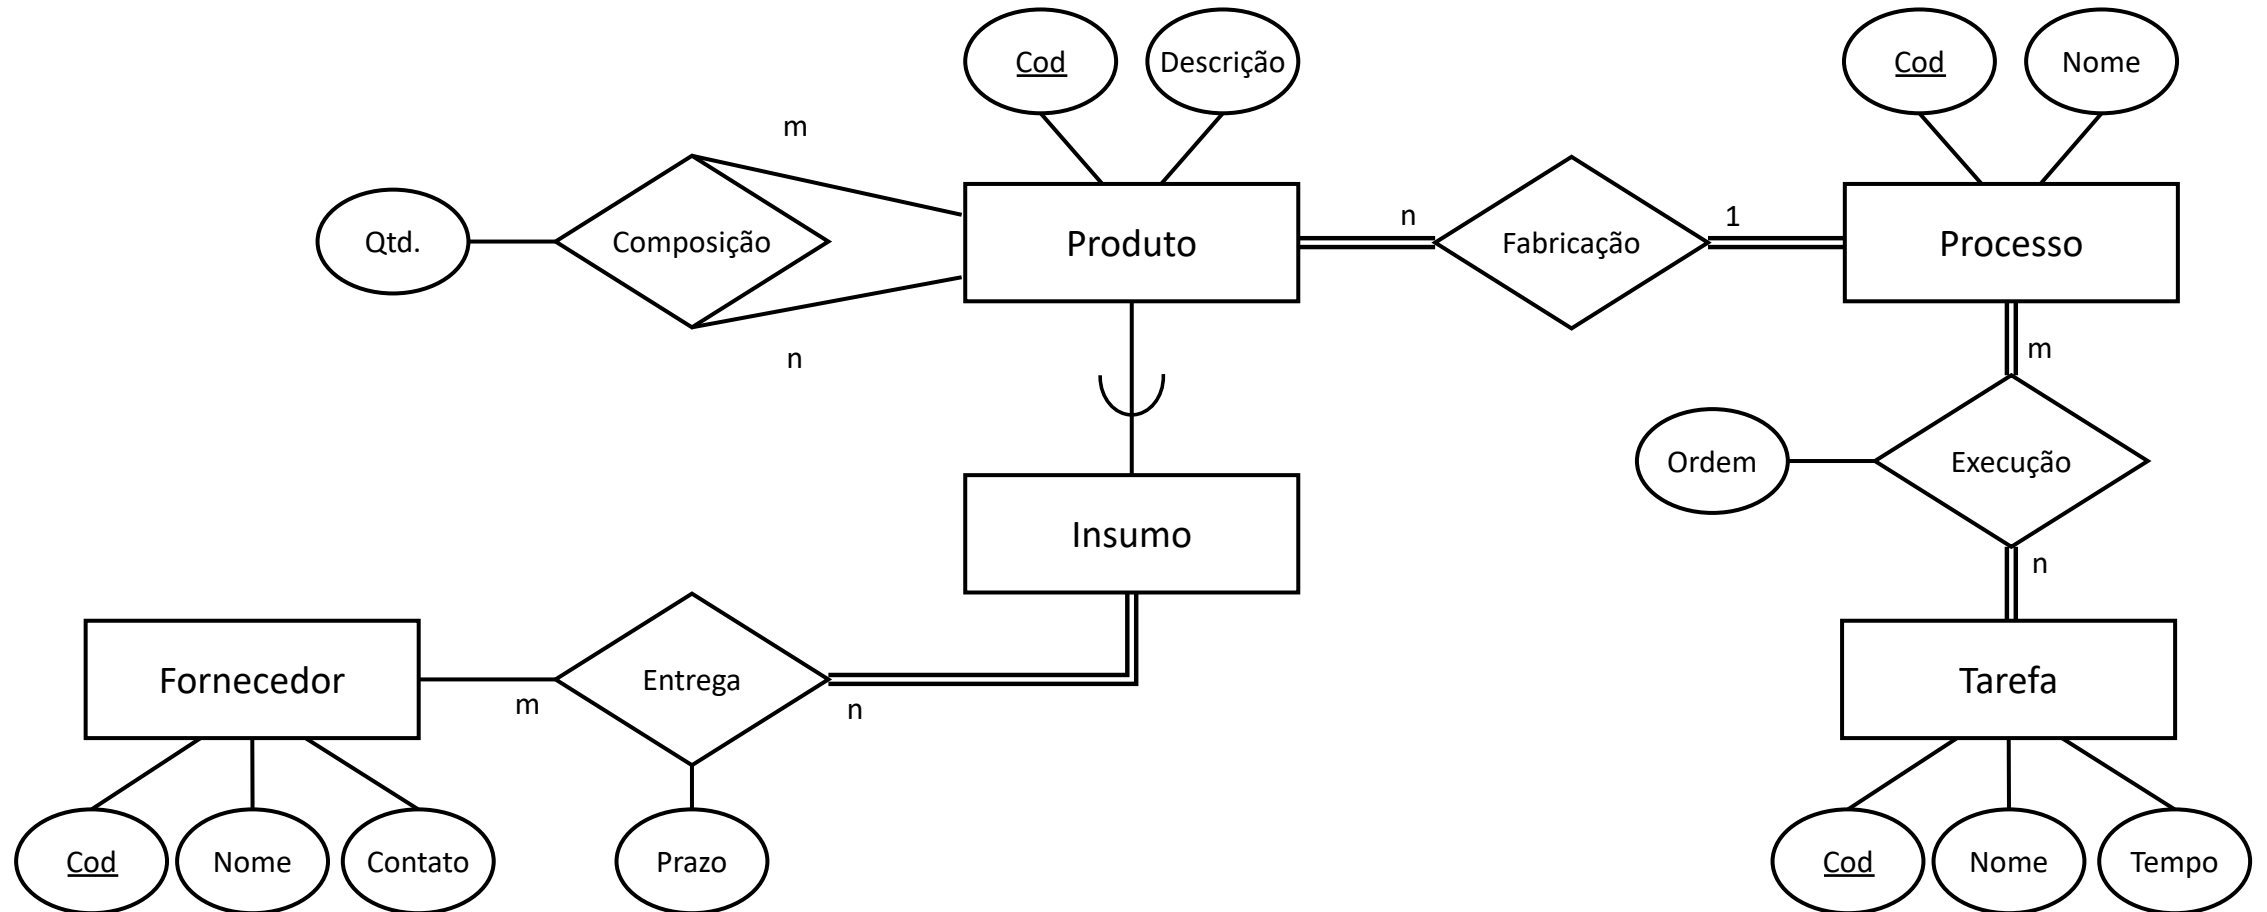 Cod
Descrição
Cod
Nome
m
Qtd.
Composição
Produto
n
Fabricação
1
Processo
n
m
Ordem
Execução
Insumo
n
Fornecedor
m
Entrega
n
Tarefa
Cod
Nome
Contato
Prazo
Cod
Nome
Tempo